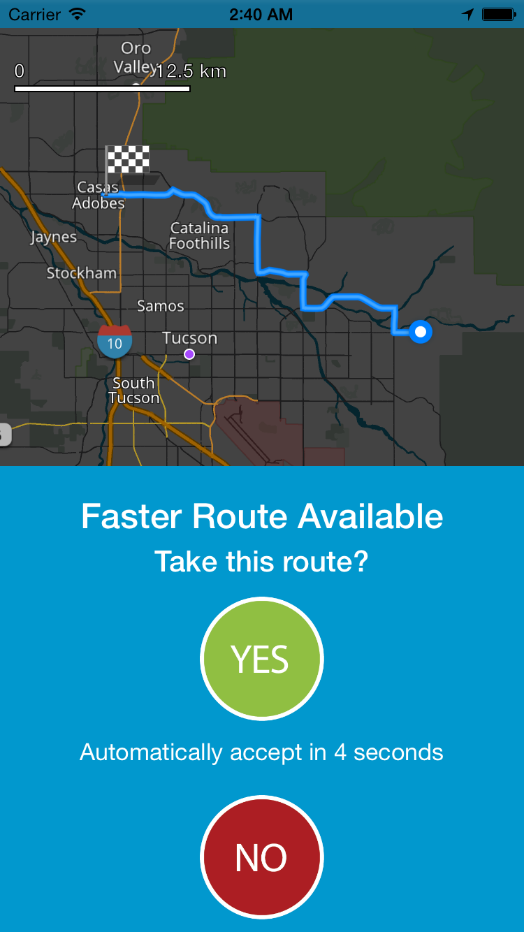 Carrier 2:40 AM
Oro
Valley
0 12.5 km
Casas
Adobes
Catalina
Foothills
Jaynes
Stockham
Samos
10
Tucson
South
Tucson
Faster Route Available
Take this route?
YES
Automatically accept in 4 seconds
NO